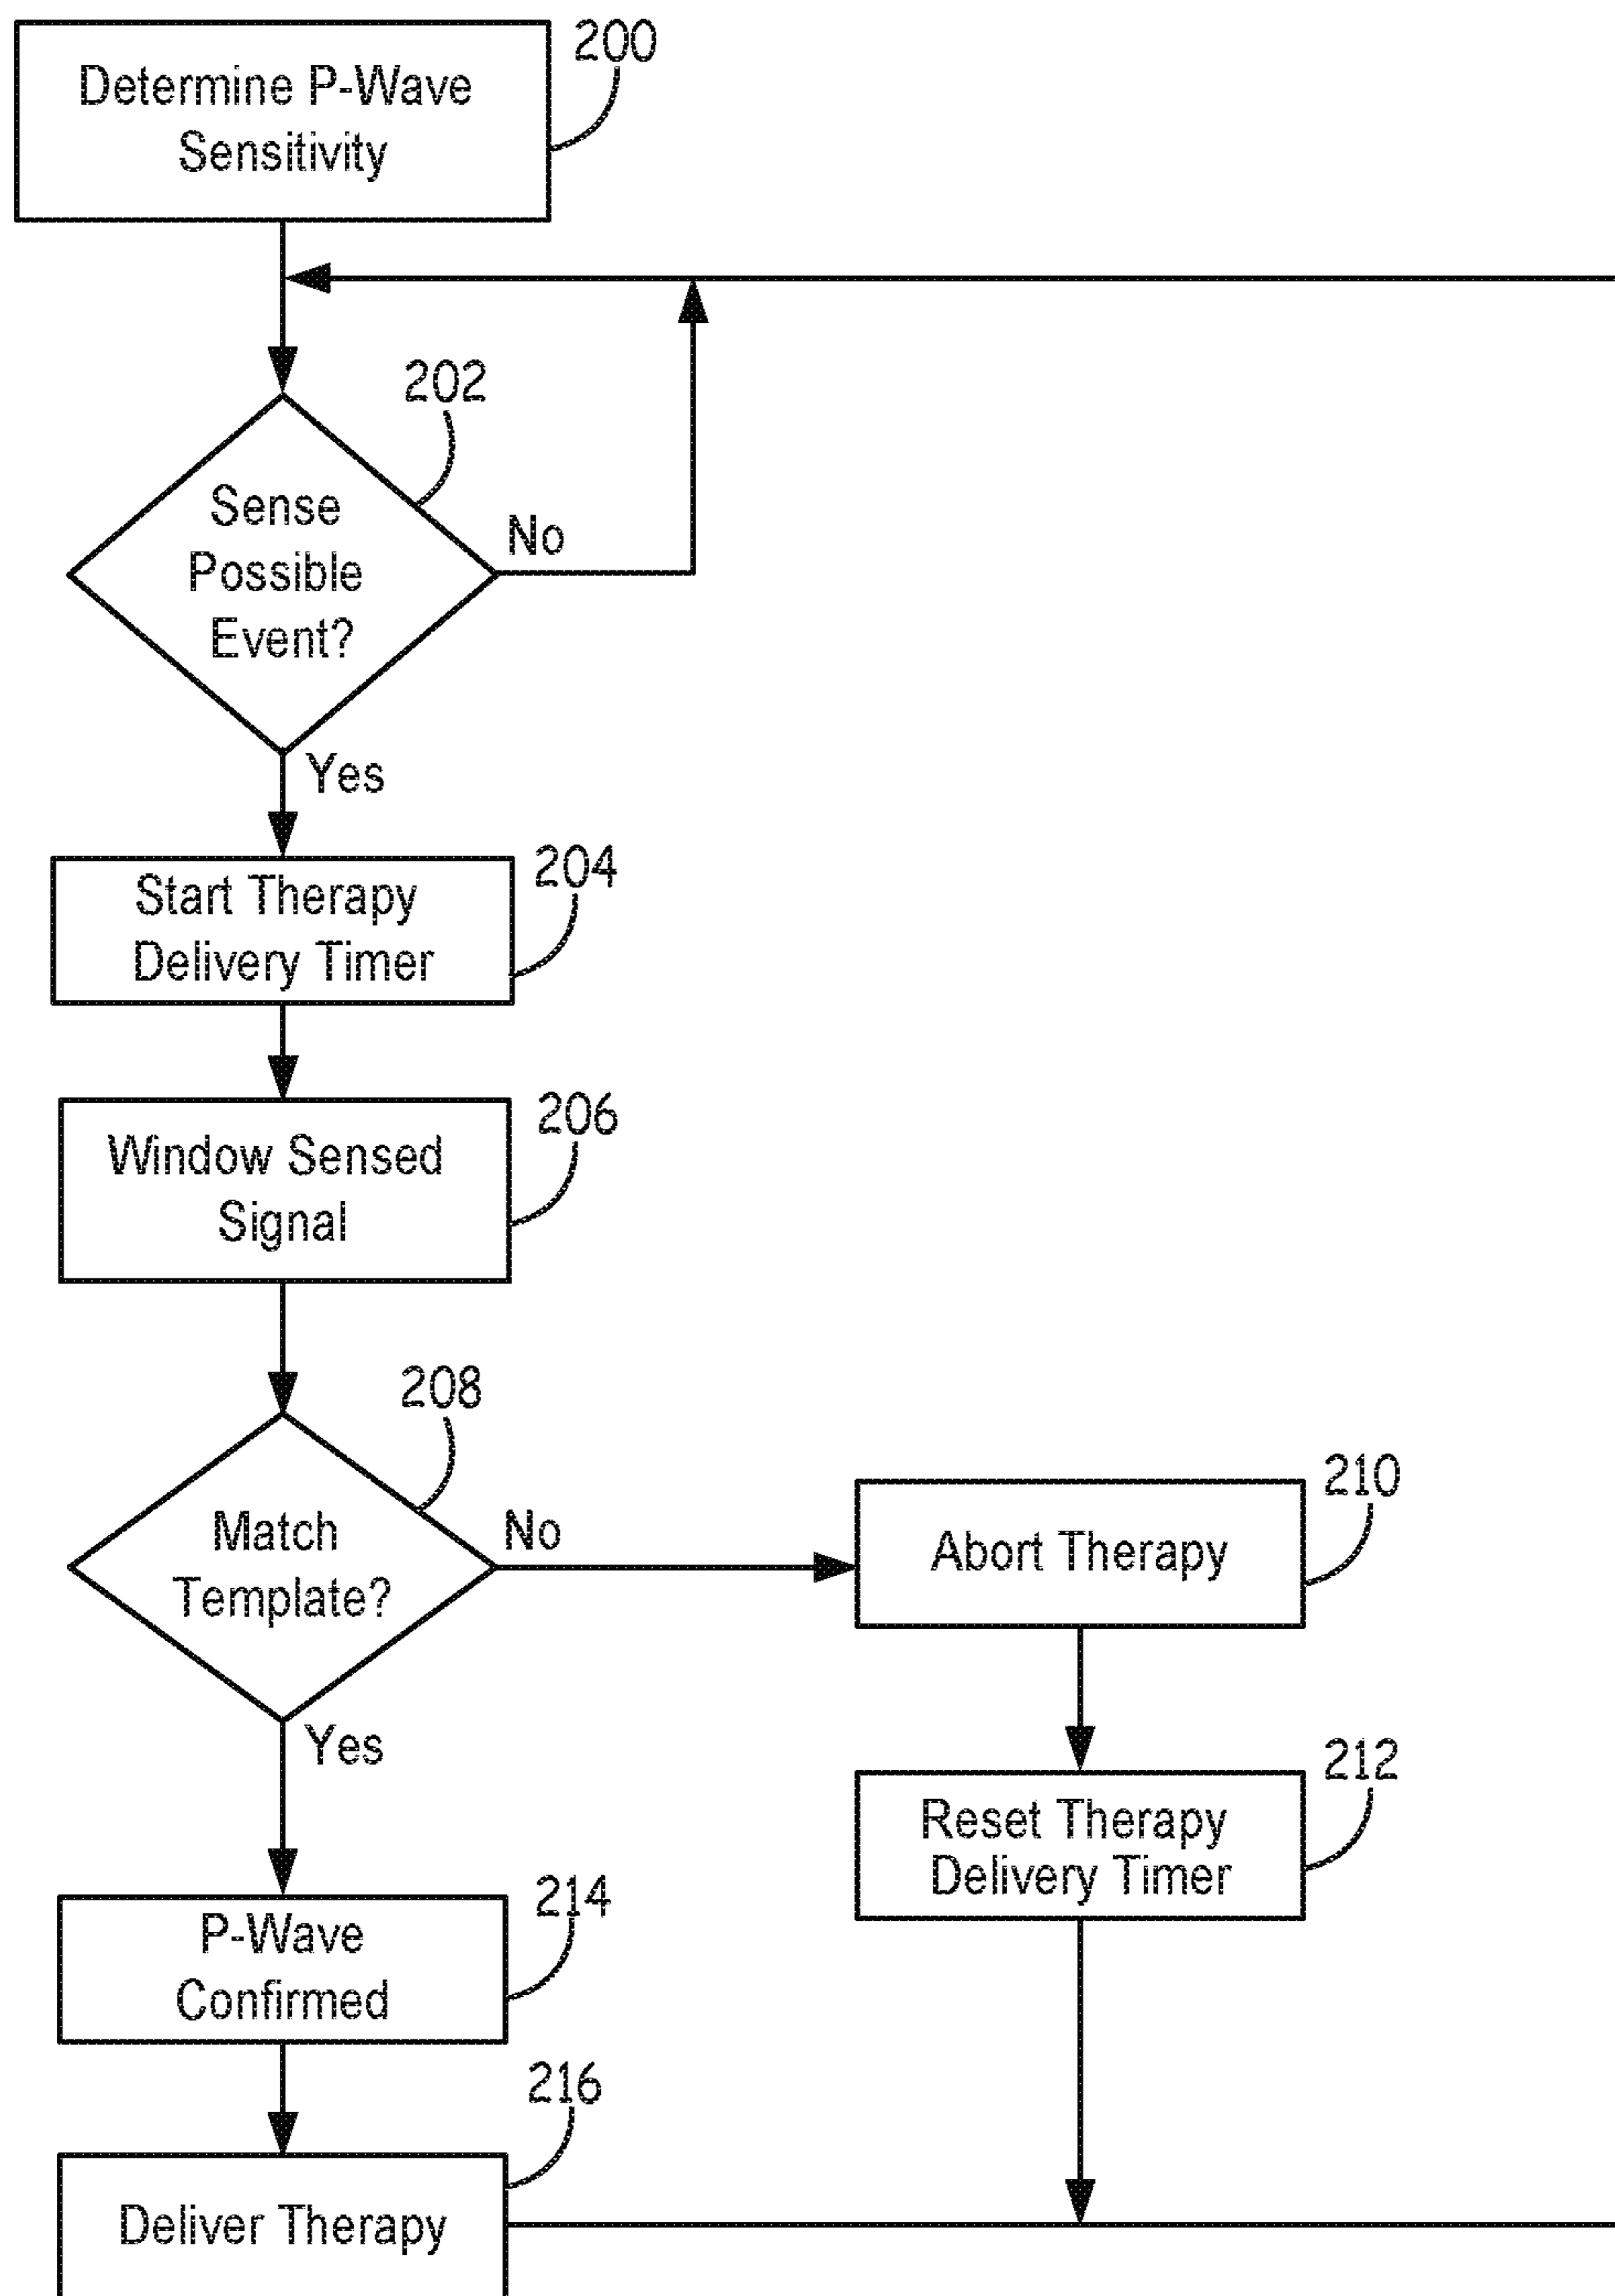 Determine P-Wave
Sensitivity
200
202
Sense
Possible
Event?
No
Yes
Start Therapy
Delivery Timer
204
Window Sensed
Signal
206
208
Match
Template?
No
Abort Therapy
210
Yes
Reset Therapy
Delivery Timer
212
P-Wave
Confirmed
214
216
Deliver Therapy